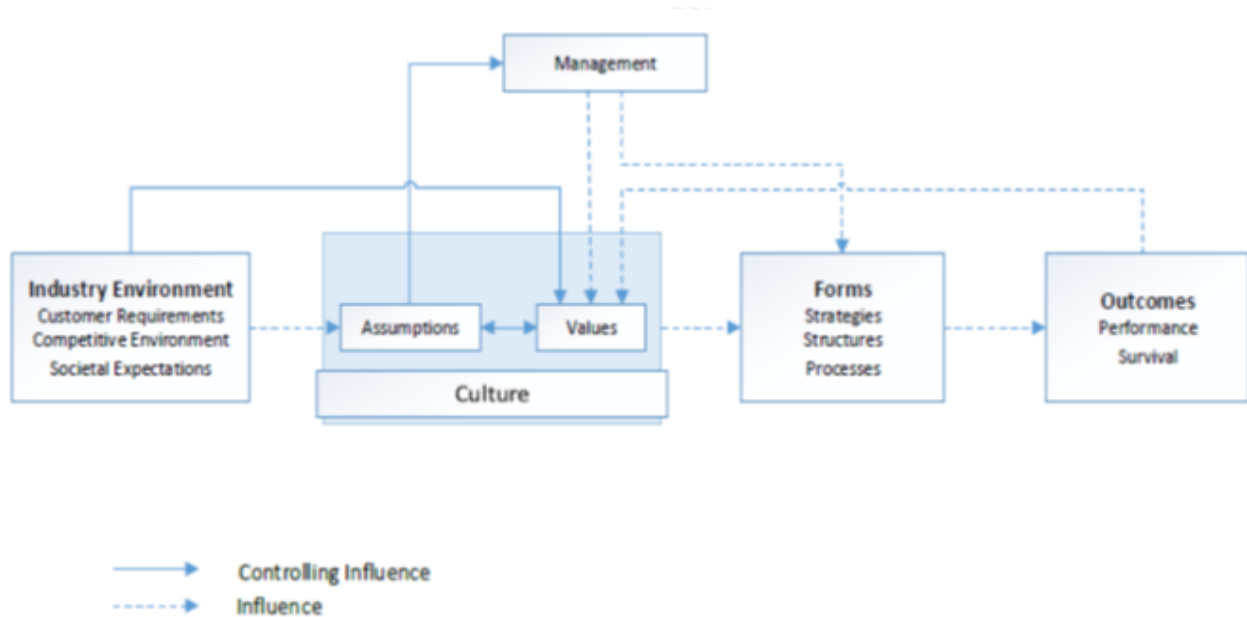 Management
Industry Environment
Customer Requirements
Competitive Environment
Societal Expectations
Assumptions
Values
Culture
Forms
Strategies
Structures
Processes
Outcomes
Performance
Survival
Controlling Influence
Influence